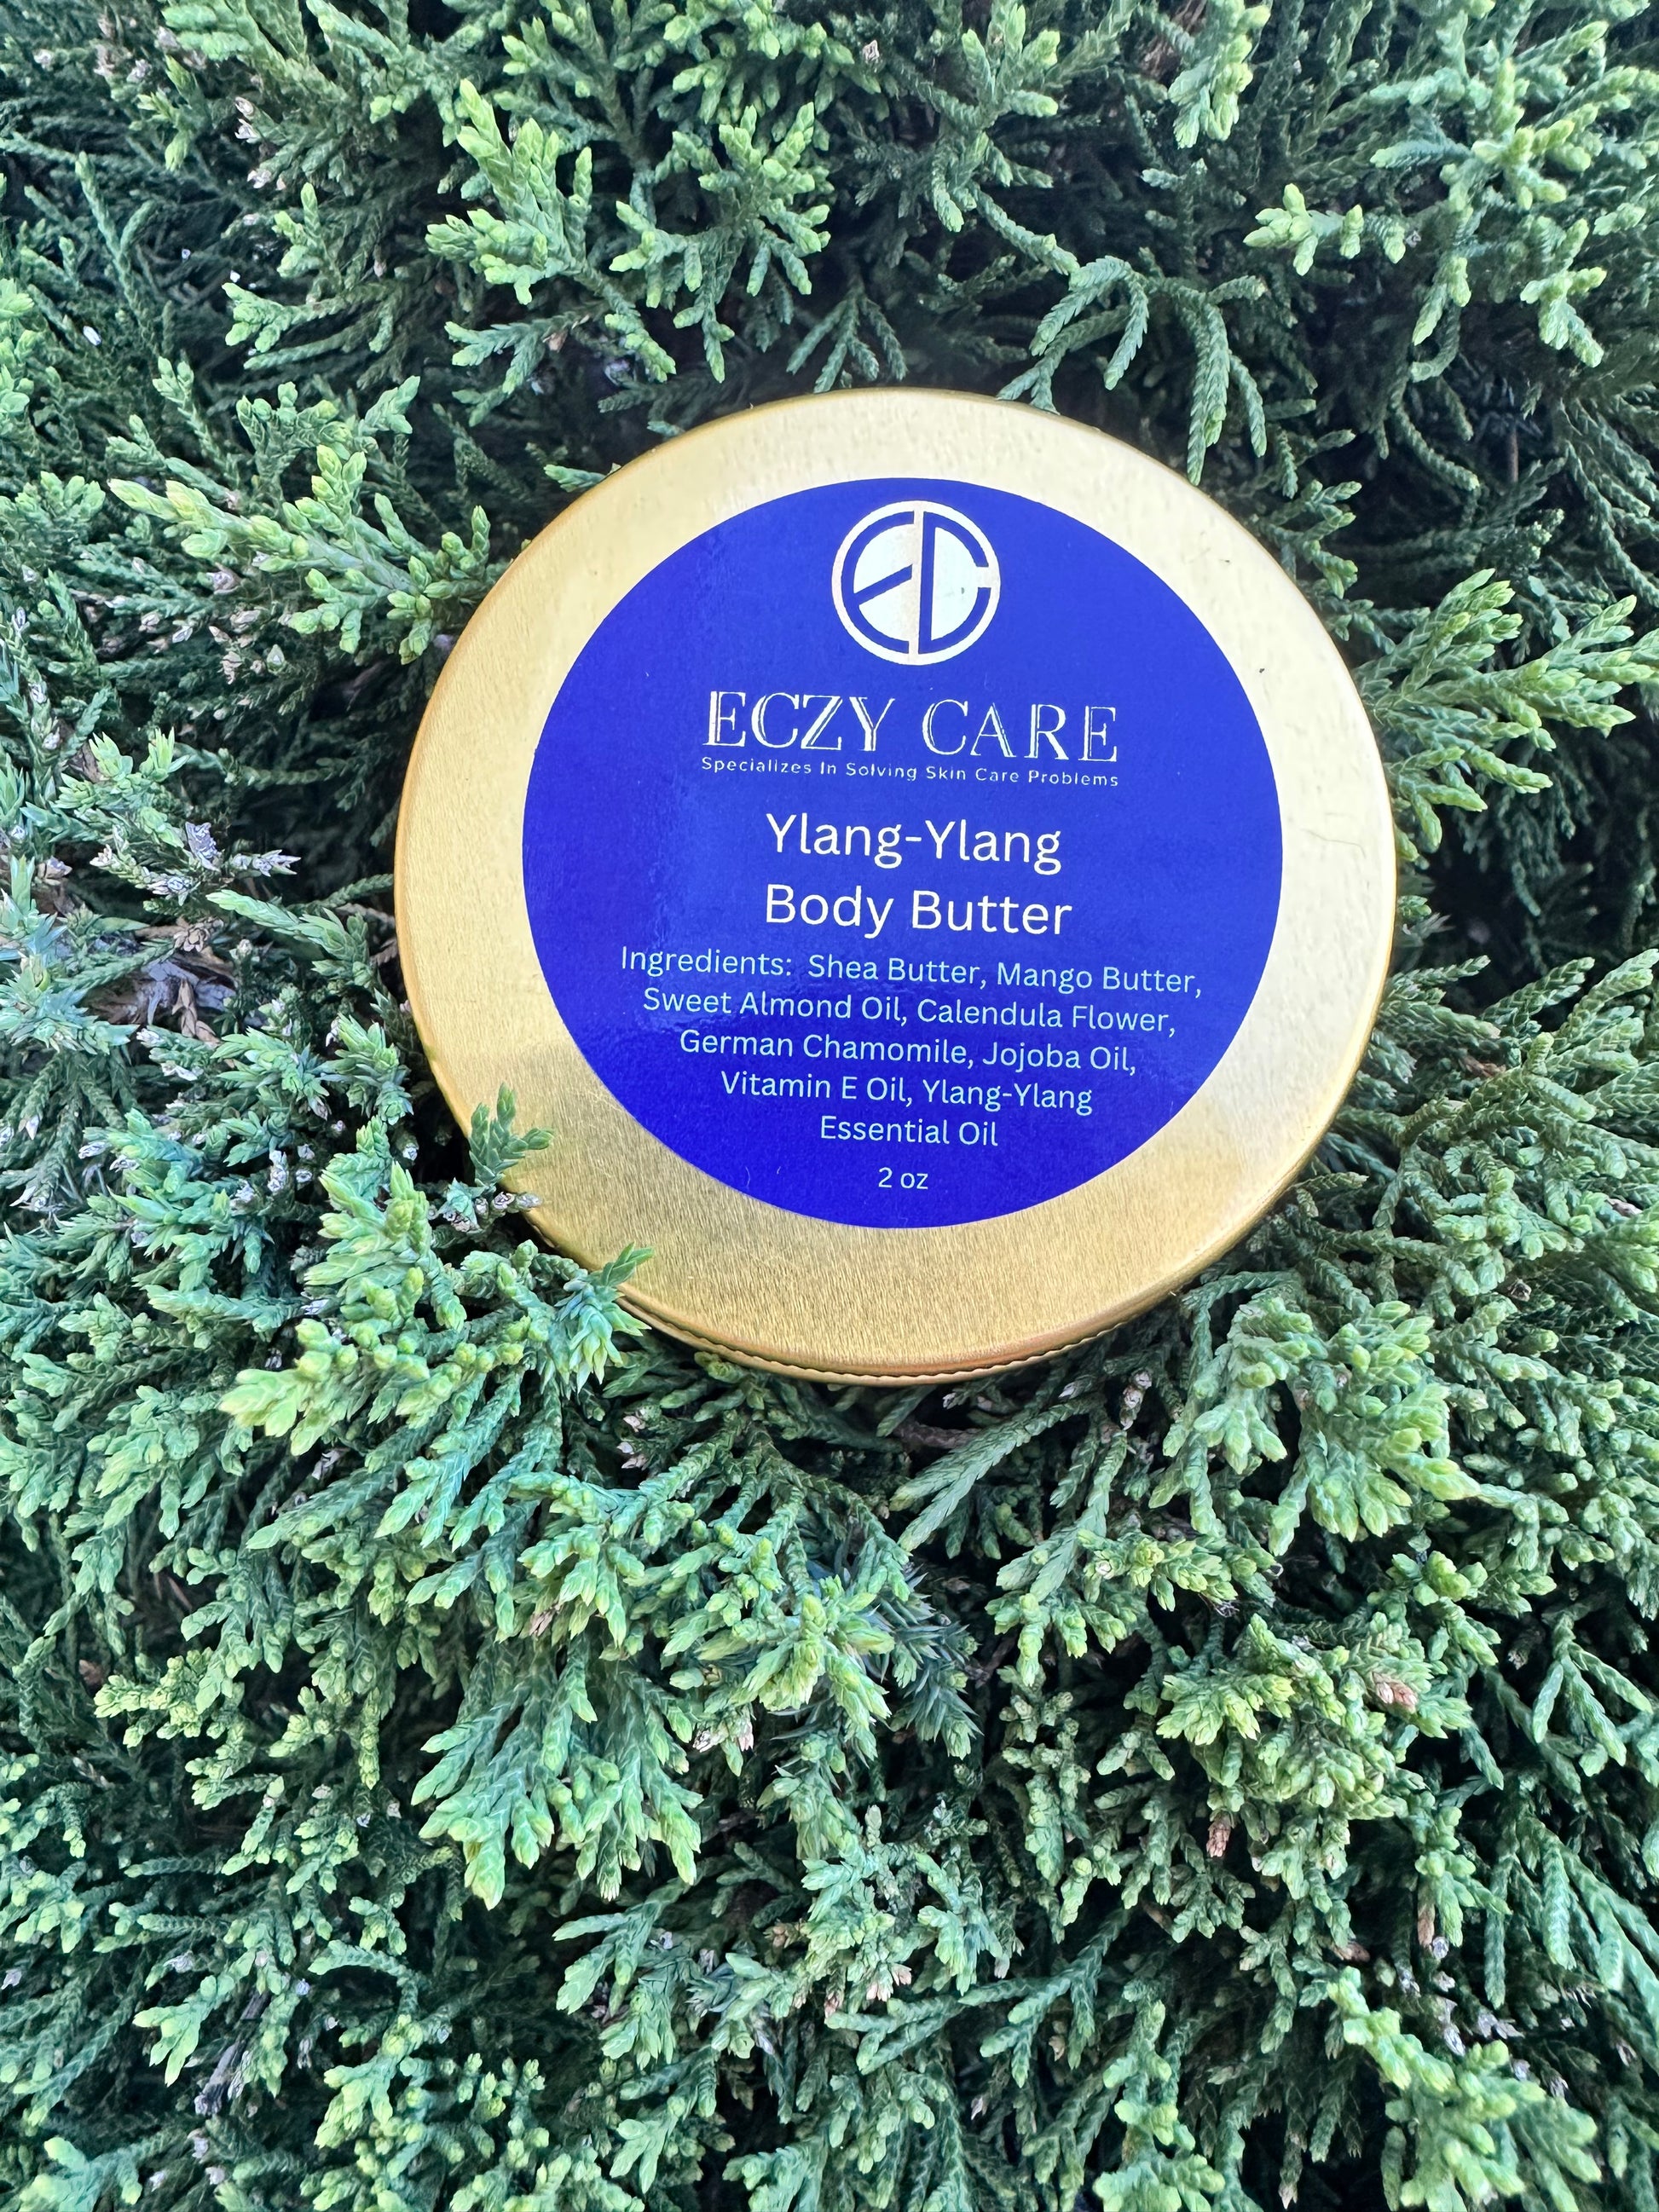 EC
ECZY CARE
Specializes In Solving Skin Care Problems
Ylang-Ylang
Body Butter
Ingredients: Shea Butter, Mango Butter,
Sweet Almond Oil, Calendula Flower,
German Chamomile, Jojoba Oil,
Vitamin E Oil, Ylang-Ylang
Essential Oil
2 oz